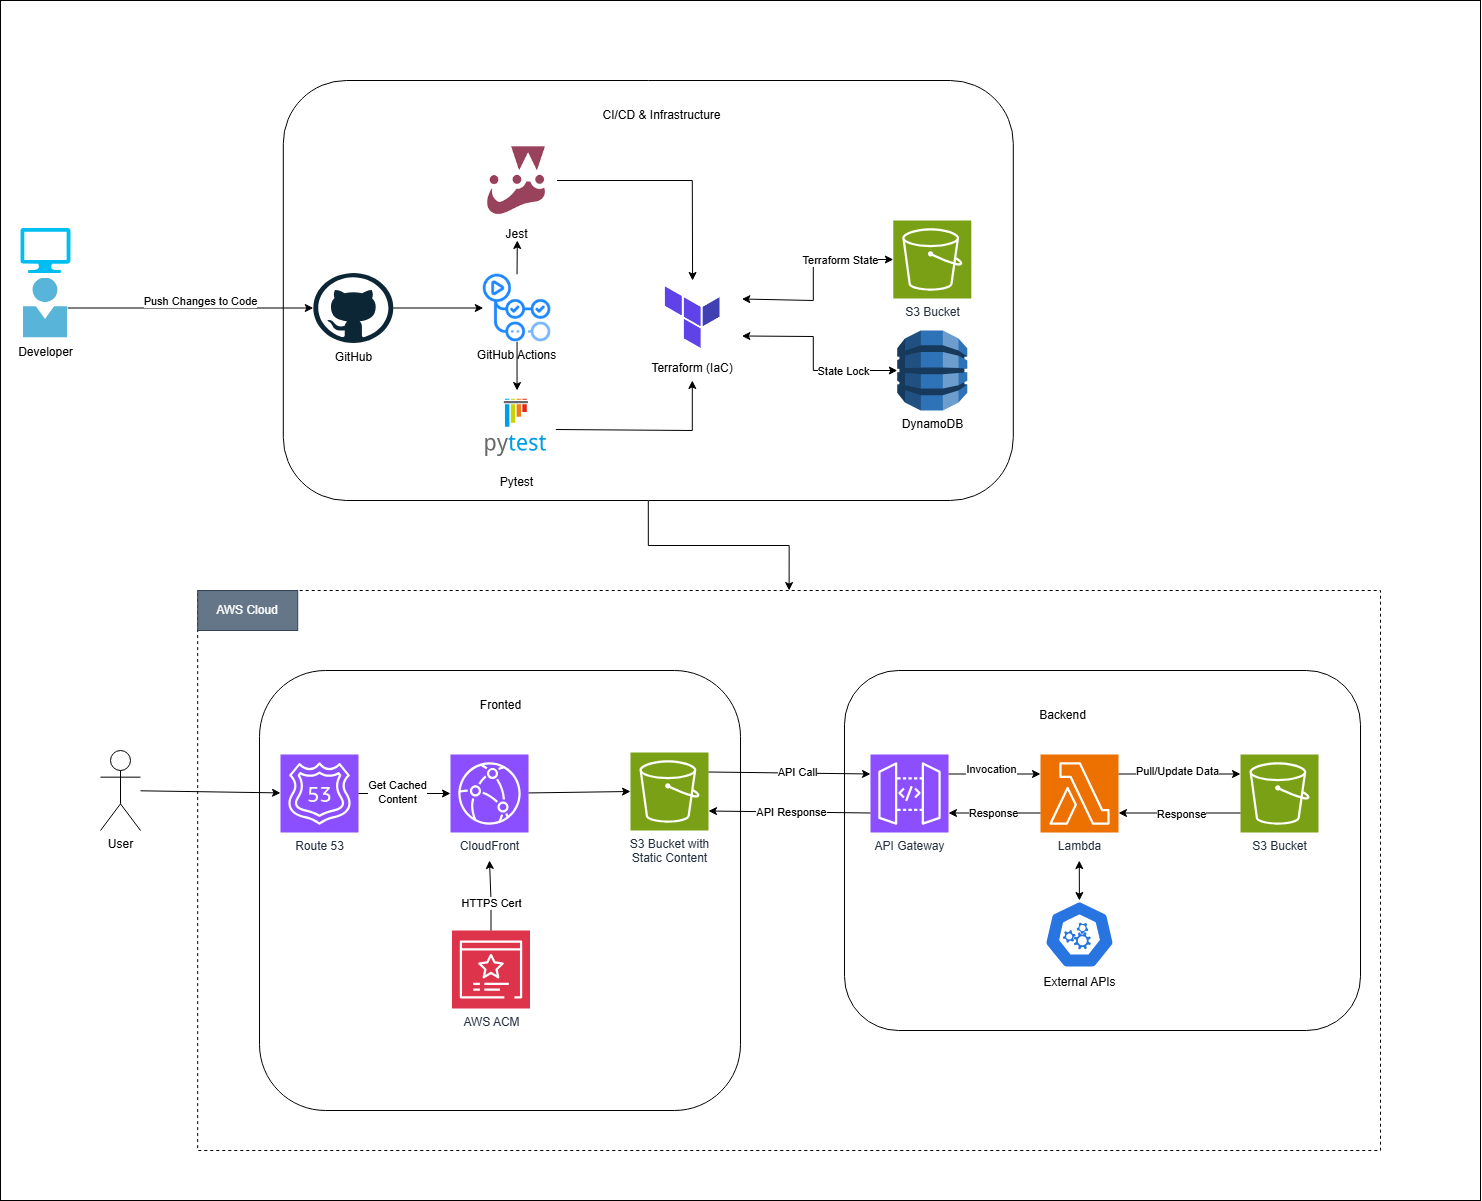 CI/CD & Infrastructure
Jest
Terraform State
S3 Bucket
Push Changes to Code
Developer
GitHub
GitHub Actions
Terraform (IaC)
State Lock
DynamoDB
pytest
Pytest
AWS Cloud
Fronted
Backend
53
Get Cached
Content
API Call
Invocation
Pull/Update Data
API Response
Response
Response
User
Route 53
CloudFront
S3 Bucket with
Static Content
API Gateway
Lambda
S3 Bucket
HTTPS Cert
External APIs
AWS ACM